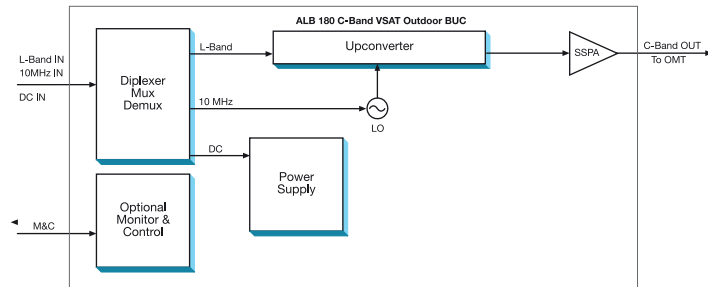 ALB 180 C-Band VSAT Outdoor BUC
L-Band IN
10MHz IN
DC IN
Diplexer
Mux
Demux
L-Band
Upconverter
SSPA
C-Band OUT
To OMT
10 MHz
LO
DC
Power
Supply
M&C
Optional
Monitor &
Control